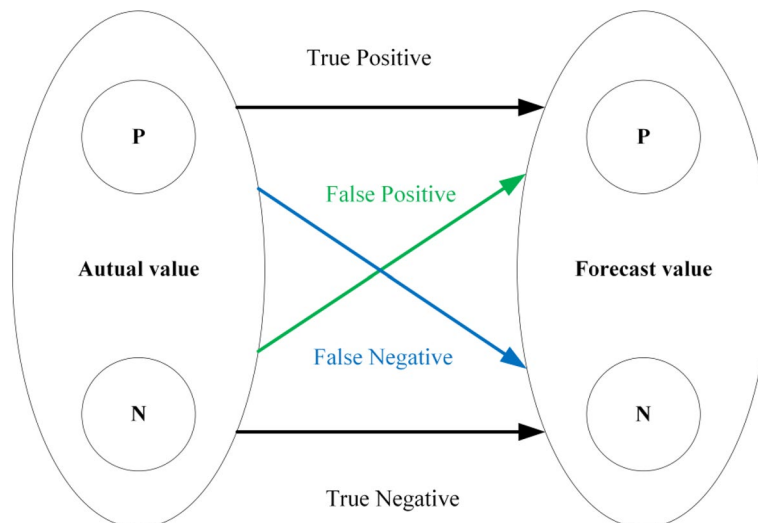 True Positive
P
P
False Positive
Autual value
Forecast value
False Negative
N
N
True Negative